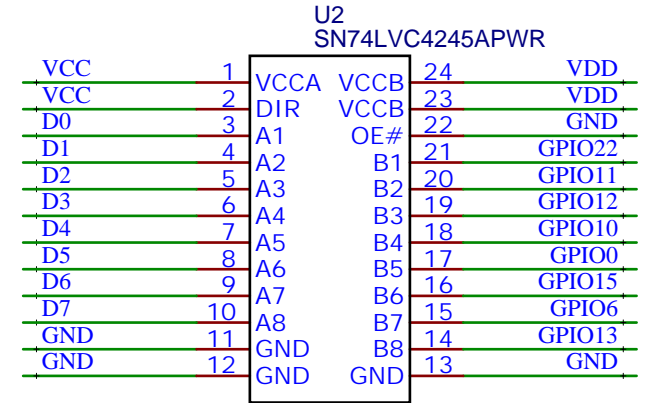 U2
SN74LVC4245APWR
VCC 1 VCCA VCCB 24 VDD
VCC 2 DIR VCCB 23 VDD
D0 3 A1 OE# 22 GND
D1 4 A2 B1 21 GPIO22
D2 5 A3 B2 20 GPIO11
D3 6 A4 B3 19 GPIO12
D4 7 A5 B4 18 GPIO10
D5 8 A6 B5 17 GPIO0
D6 9 A7 B6 16 GPIO15
D7 10 A8 B7 15 GPIO6
GND 11 GND B8 14 GPIO13
GND 12 GND GND 13 GND